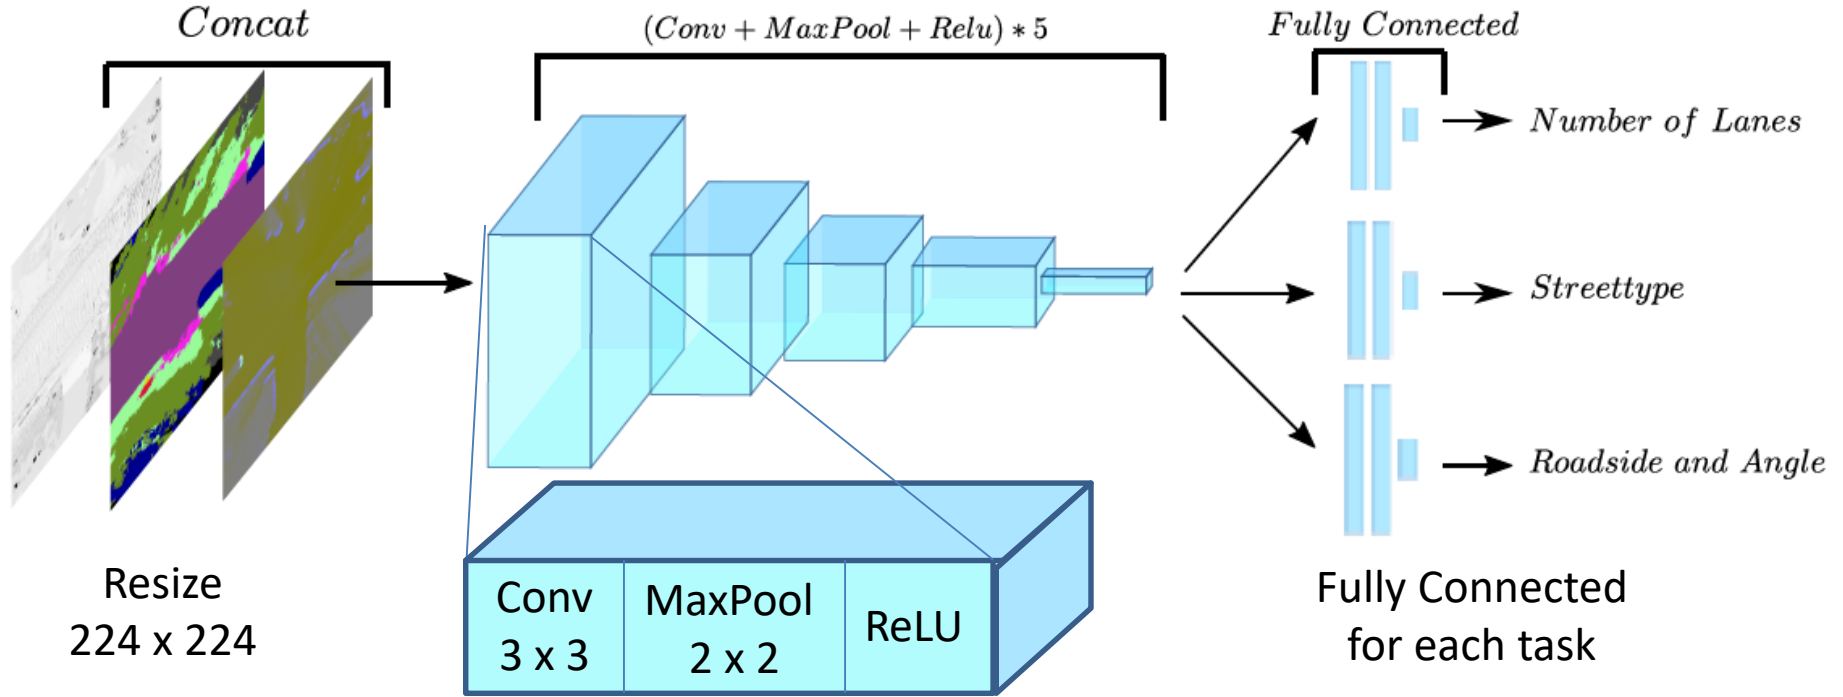 Concat
(Conv + MaxPool + Relu) * 5
Fully Connected
Number of Lanes
Streettype
Roadside and Angle
Resize
224 x 224
Conv
3 x 3
MaxPool
2 x 2
ReLU
Fully Connected
for each task